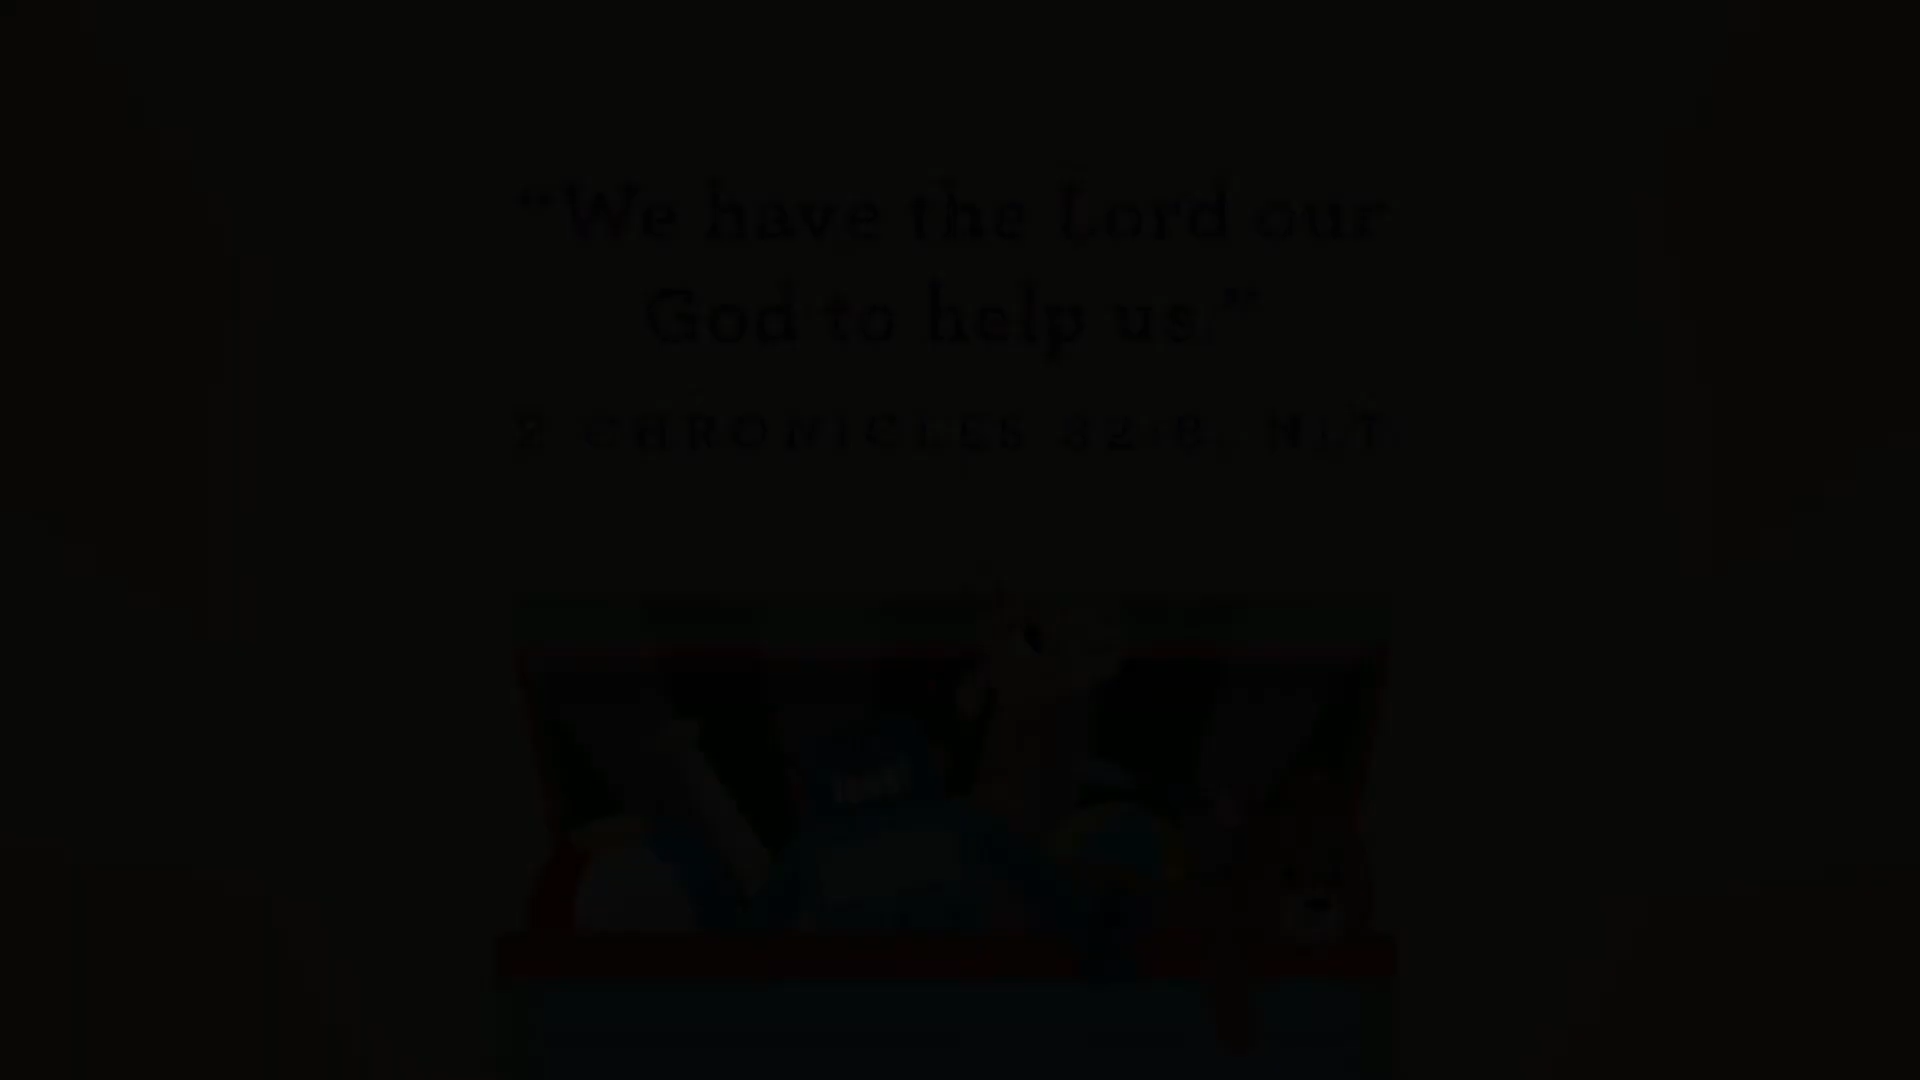 “We have the Lord our
God to help us.”
2 CHRONICLES 32:8, NLT